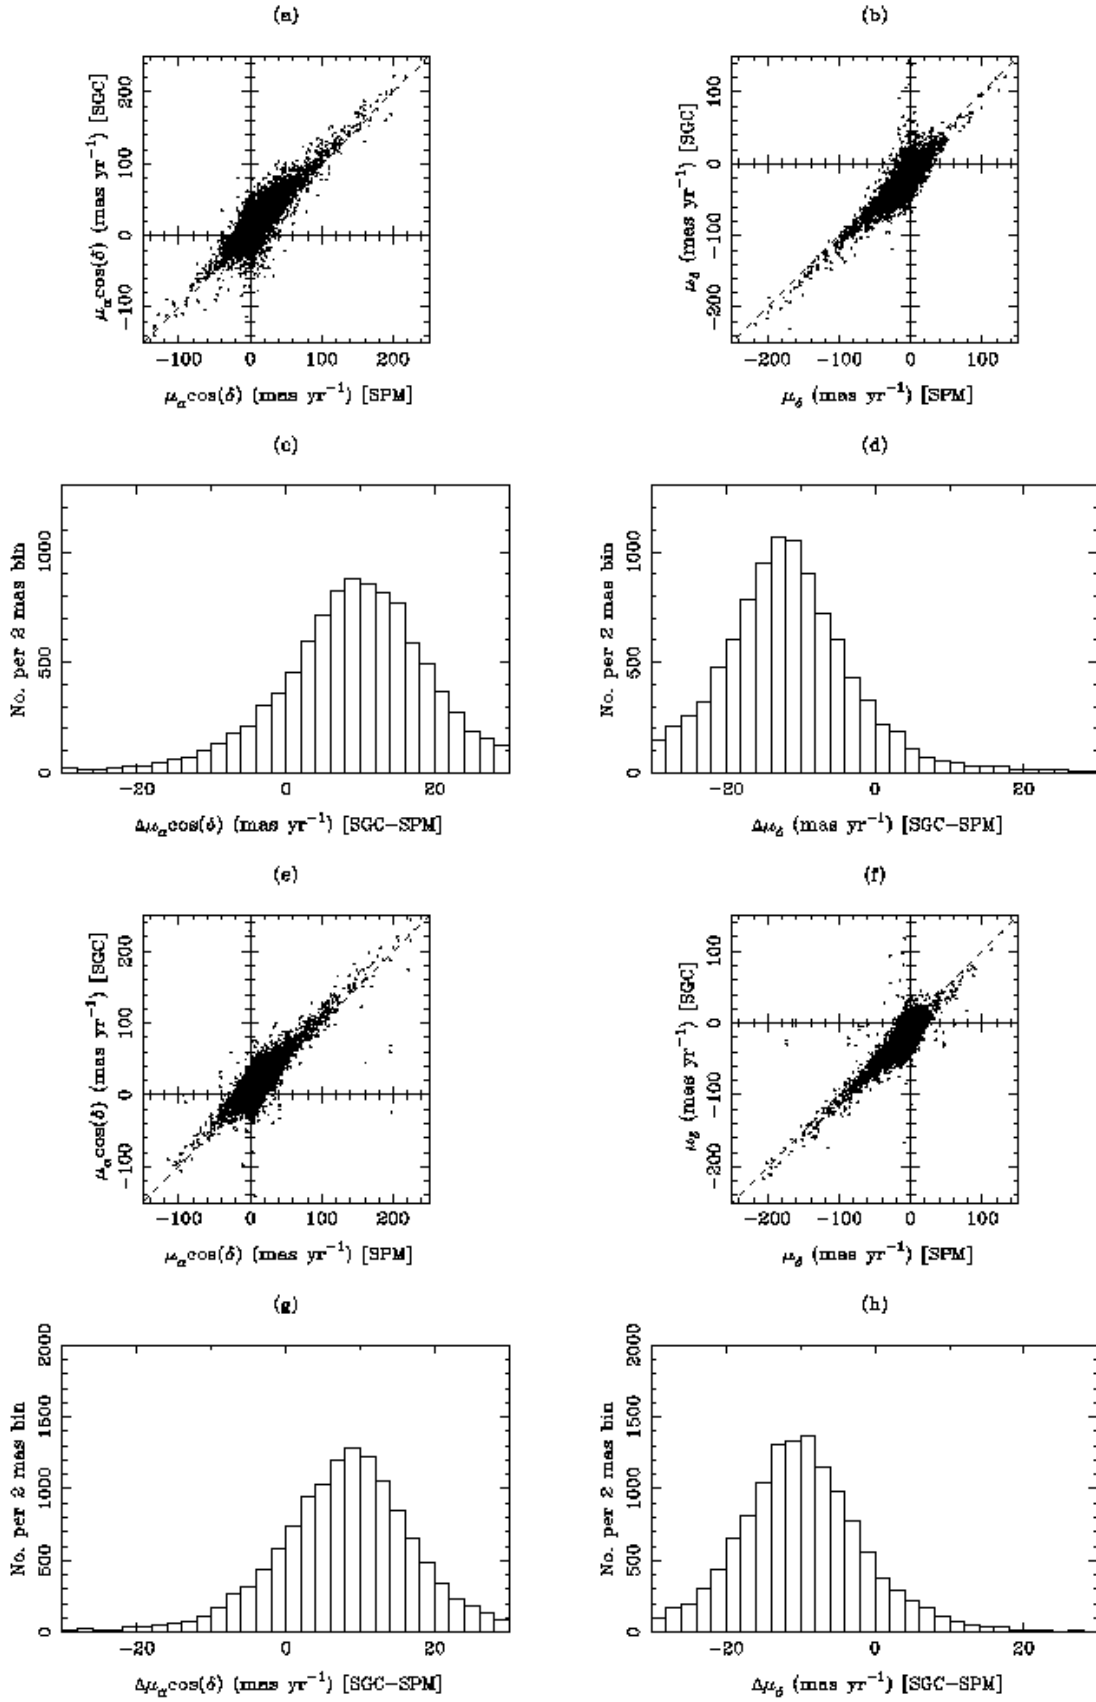 (a)
μ_α cos(δ) (mas yr⁻¹) [SGC]
200
100
0
−100
−100 0 100 200
μ_α cos(δ) (mas yr⁻¹) [SPM]
(b)
μ_δ (mas yr⁻¹) [SGC]
100
0
−100
−200
−200 −100 0 100
μ_δ (mas yr⁻¹) [SPM]
(c)
No. per 2 mas bin
1000
500
0
−20 0 20
Δμ_α cos(δ) (mas yr⁻¹) [SGC−SPM]
(d)
No. per 2 mas bin
1000
500
0
−20 0 20
Δμ_δ (mas yr⁻¹) [SGC−SPM]
(e)
μ_α cos(δ) (mas yr⁻¹) [SGC]
200
100
0
−100
−100 0 100 200
μ_α cos(δ) (mas yr⁻¹) [SPM]
(f)
μ_δ (mas yr⁻¹) [SGC]
100
0
−100
−200
−200 −100 0 100
μ_δ (mas yr⁻¹) [SPM]
(g)
No. per 2 mas bin
2000
1500
1000
500
0
−20 0 20
Δμ_α cos(δ) (mas yr⁻¹) [SGC−SPM]
(h)
No. per 2 mas bin
2000
1500
1000
500
0
−20 0 20
Δμ_δ (mas yr⁻¹) [SGC−SPM]